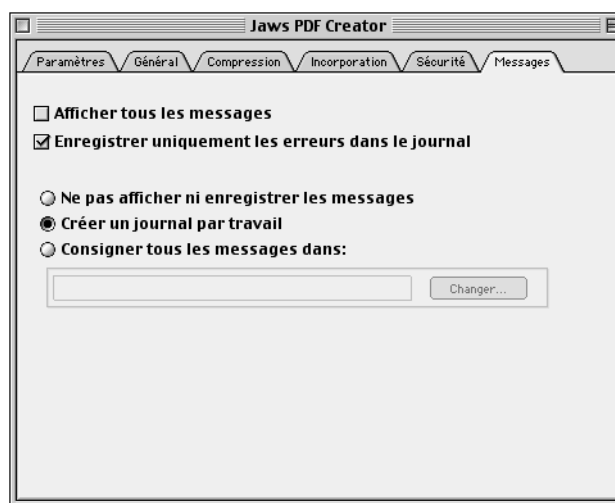 Jaws PDF Creator
Paramètres Général Compression Incorporation Sécurité Messages
Afficher tous les messages
Enregistrer uniquement les erreurs dans le journal
Ne pas afficher ni enregistrer les messages
Créer un journal par travail
Consigner tous les messages dans:
Changer...